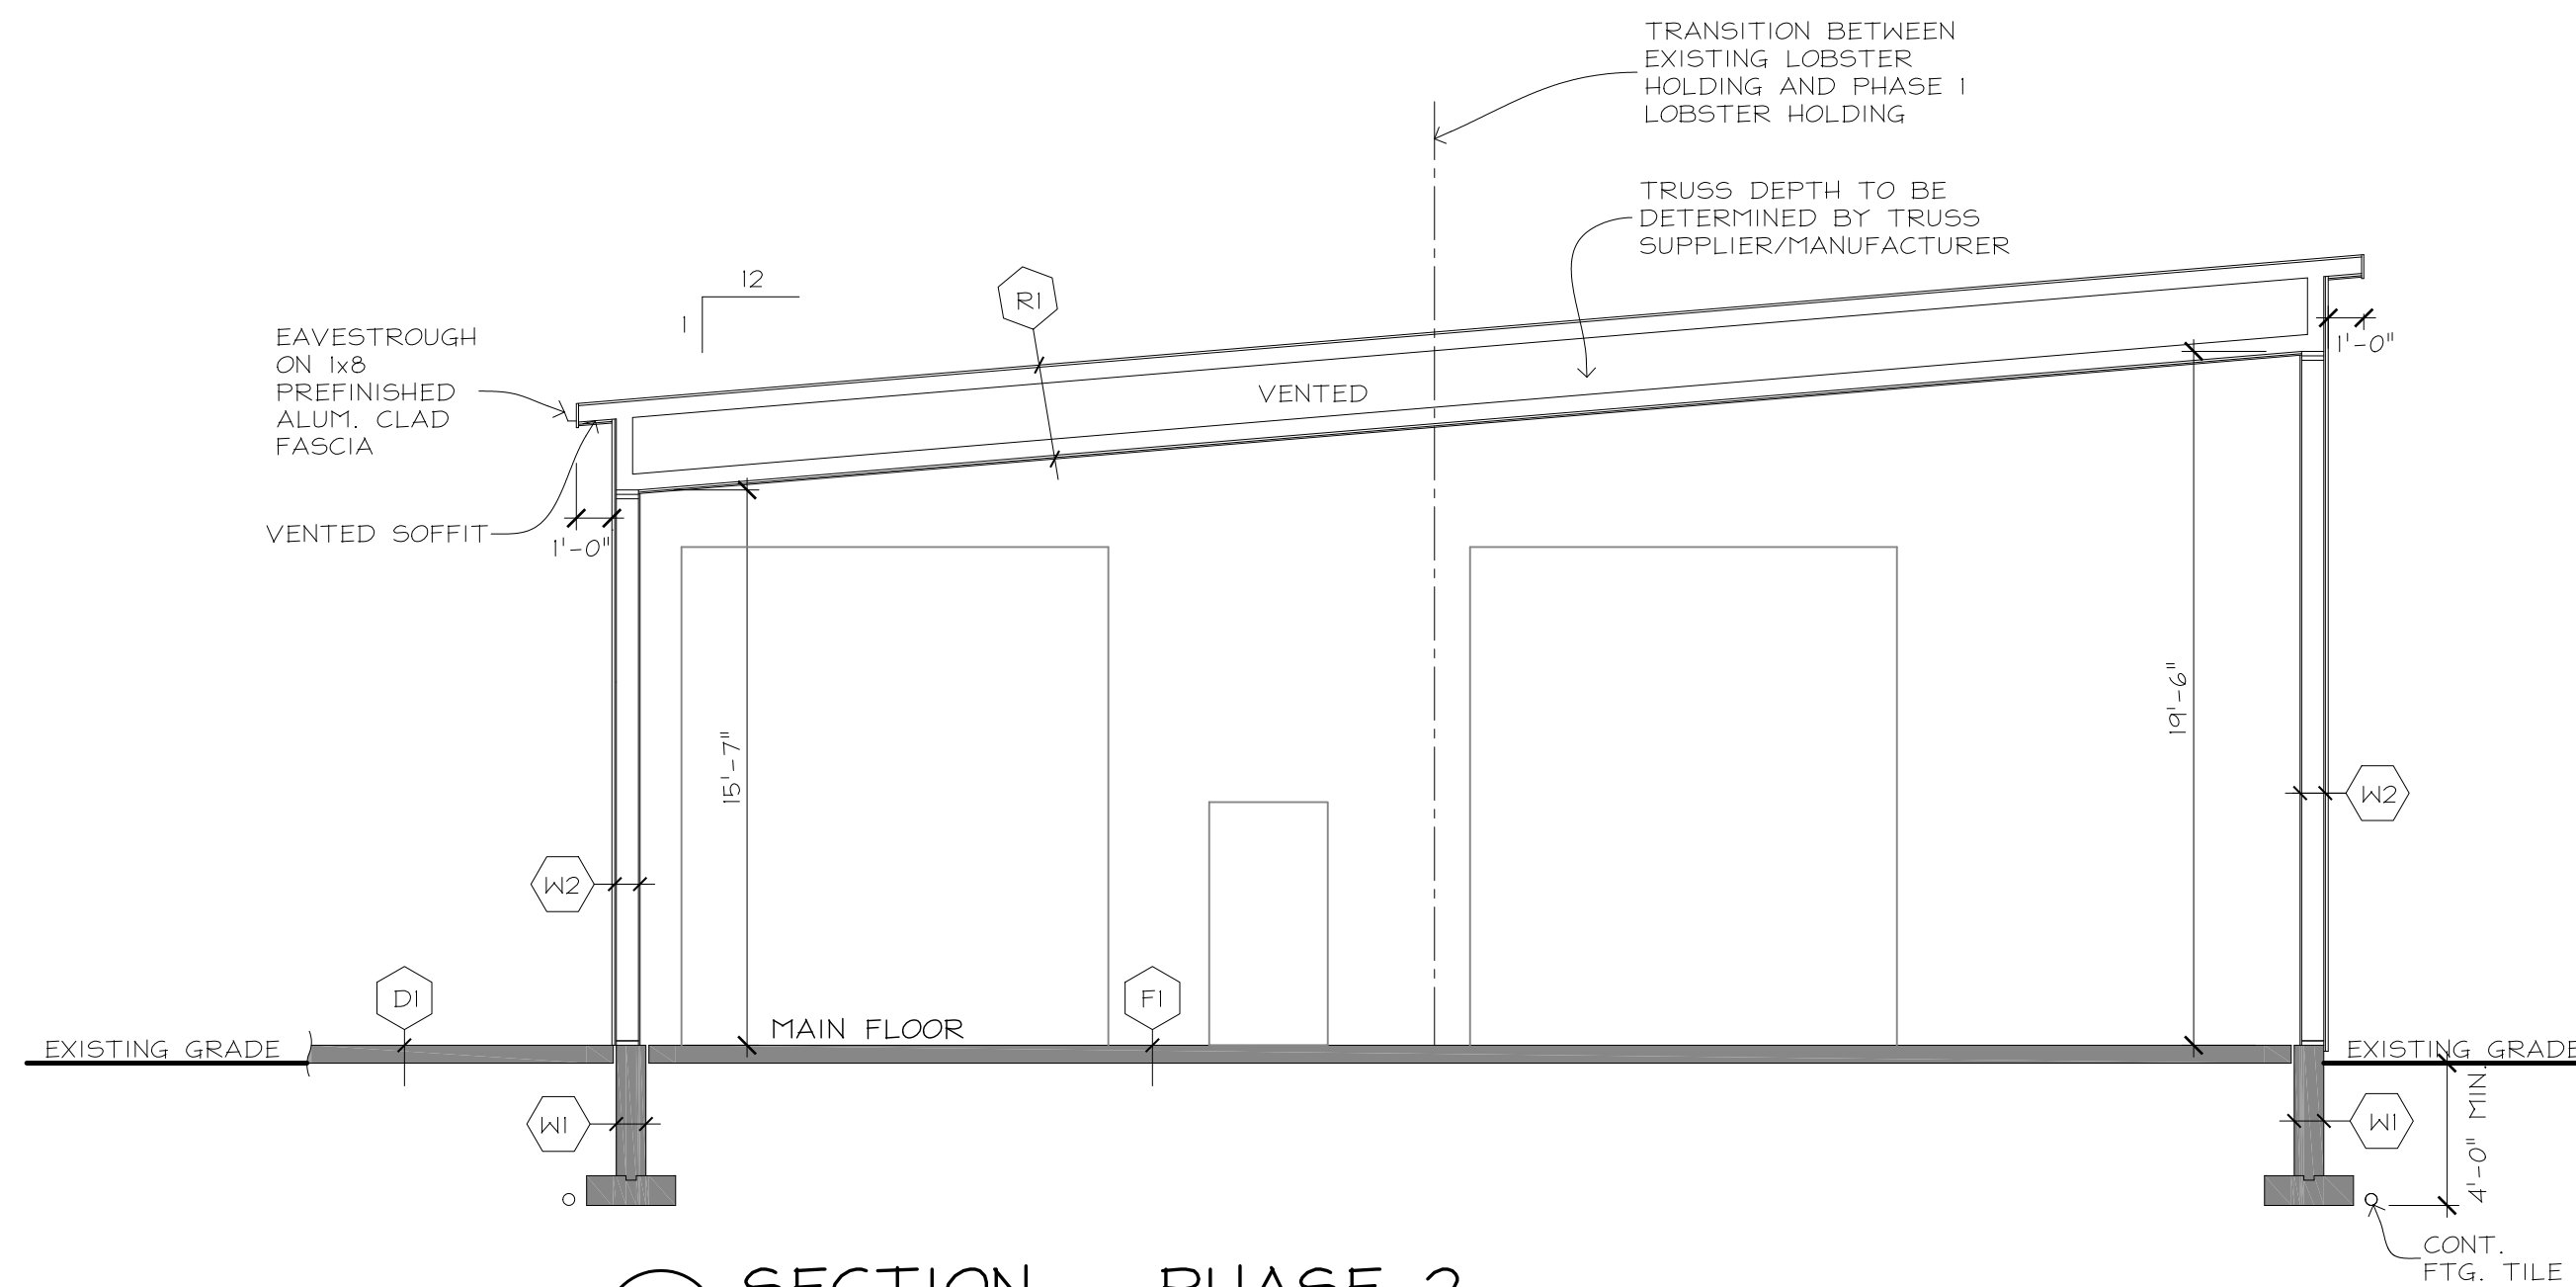 TRANSITION BETWEEN
EXISTING LOBSTER
HOLDING AND PHASE 1
LOBSTER HOLDING
TRUSS DEPTH TO BE
DETERMINED BY TRUSS
SUPPLIER/MANUFACTURER
12
1
R1
EAVESTROUGH
ON 1x8
PREFINISHED
ALUM. CLAD
FASCIA
VENTED
1'-0"
VENTED SOFFIT
1'-0"
15'-7"
19'-6"
W2
W2
D1
F1
MAIN FLOOR
EXISTING GRADE
EXISTING GRADE
W1
W1
4'-0" MIN.
CONT.
FTG. TILE
SECTION - PHASE 2